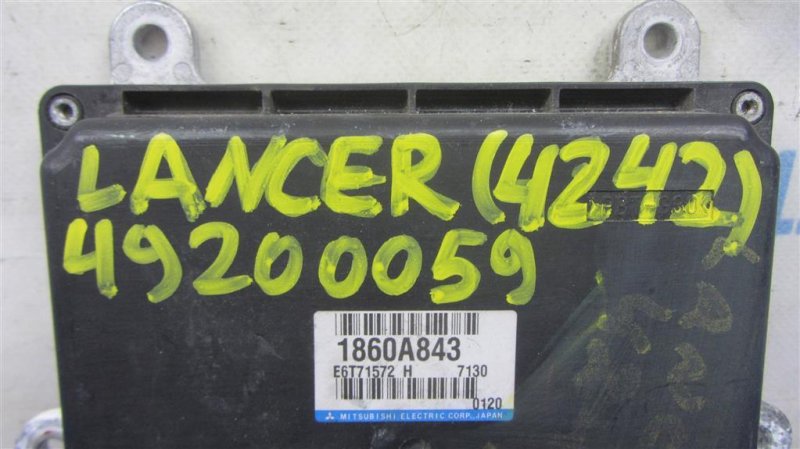 LANCER (4242)
49200059
1860A843
E6T71572 H 7130
0120
MITSUBISHI ELECTRIC CORP. JAPAN